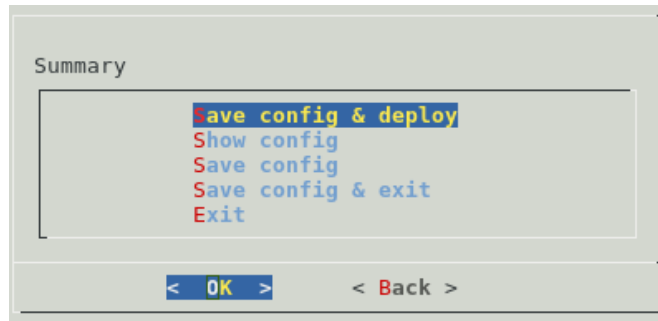 Summary
Save config & deploy
Show config
Save config
Save config & exit
Exit
< OK > < Back >